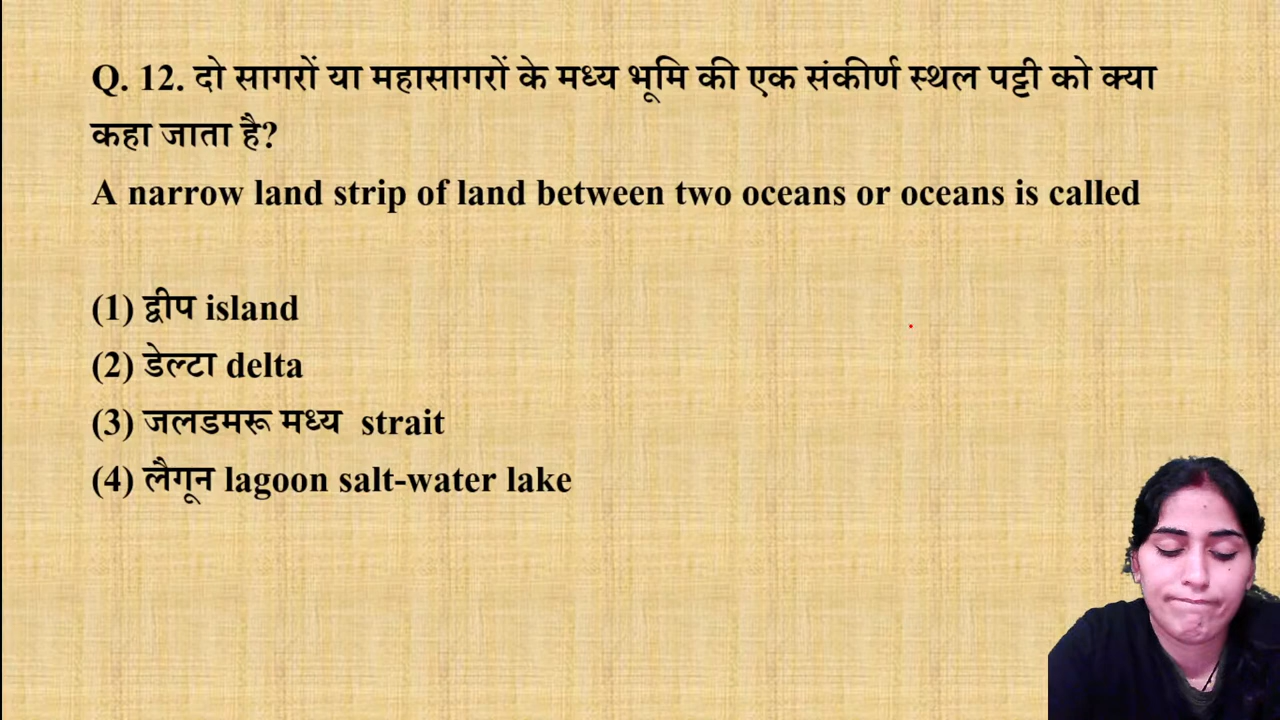 Q. 12. दो सागरों या महासागरों के मध्य भूमि की एक संकीर्ण स्थल पट्टी को क्या
कहा जाता है?
A narrow land strip of land between two oceans or oceans is called
(1) द्वीप island
(2) डेल्टा delta
(3) जलडमरू मध्य strait
(4) लैगून lagoon salt-water lake